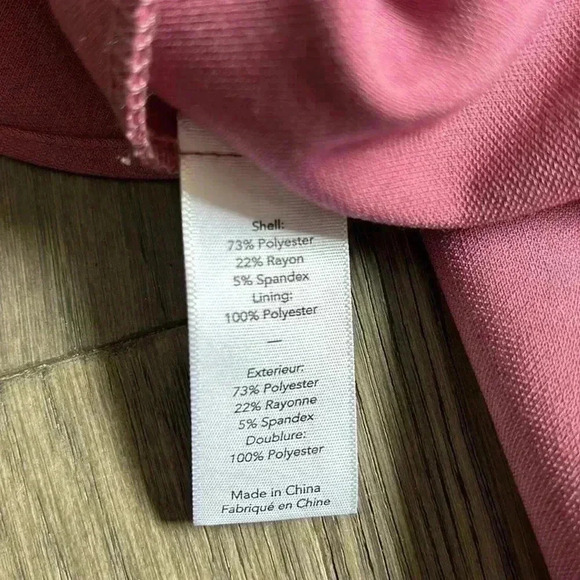 Shell:
73% Polyester
22% Rayon
5% Spandex
Lining:
100% Polyester
—
Exterieur:
73% Polyester
22% Rayonne
5% Spandex
Doublure:
100% Polyester
Made in China
Fabriqué en Chine